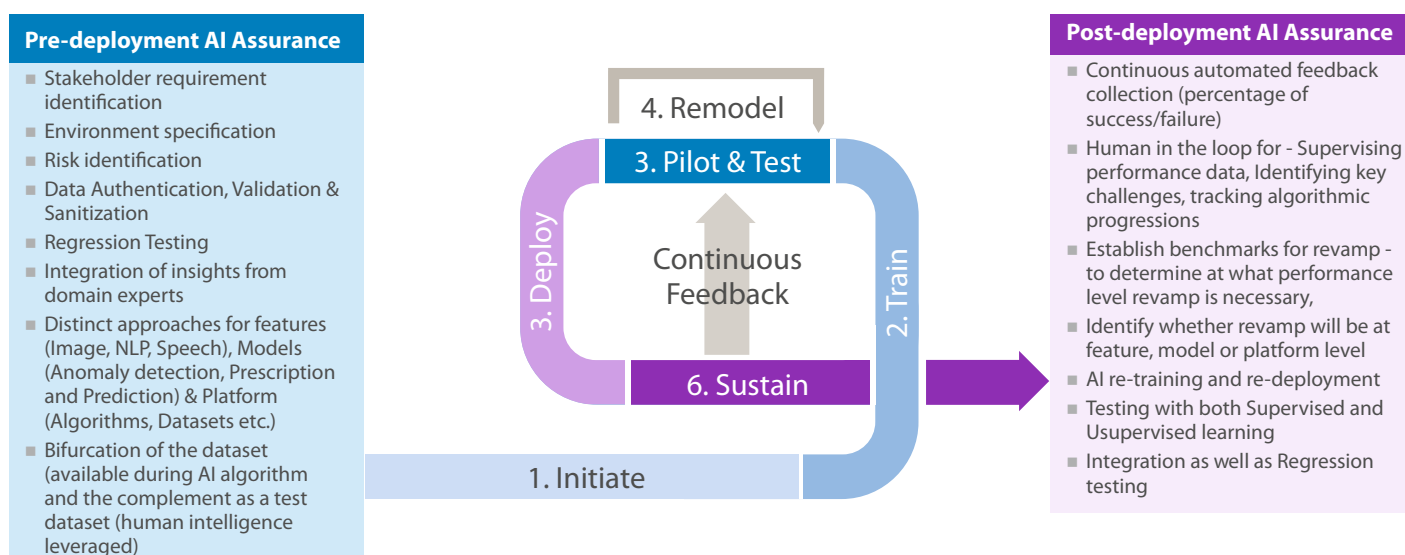 Pre-deployment AI Assurance
Stakeholder requirement
identification
Environment specification
Risk identification
Data Authentication, Validation &
Sanitization
Regression Testing
Integration of insights from
domain experts
Distinct approaches for features
(Image, NLP, Speech), Models
(Anomaly detection, Prescription
and Prediction) & Platform
(Algorithms, Datasets etc.)
Bifurcation of the dataset
(available during AI algorithm
and the complement as a test
dataset (human intelligence
leveraged)
4. Remodel
3. Pilot & Test
3. Deploy
Continuous
Feedback
2. Train
6. Sustain
1. Initiate
Post-deployment AI Assurance
Continuous automated feedback
collection (percentage of
success/failure)
Human in the loop for - Supervising
performance data, Identifying key
challenges, tracking algorithmic
progressions
Establish benchmarks for revamp -
to determine at what performance
level revamp is necessary,
Identify whether revamp will be at
feature, model or platform level
AI re-training and re-deployment
Testing with both Supervised and
Usupervised learning
Integration as well as Regression
testing